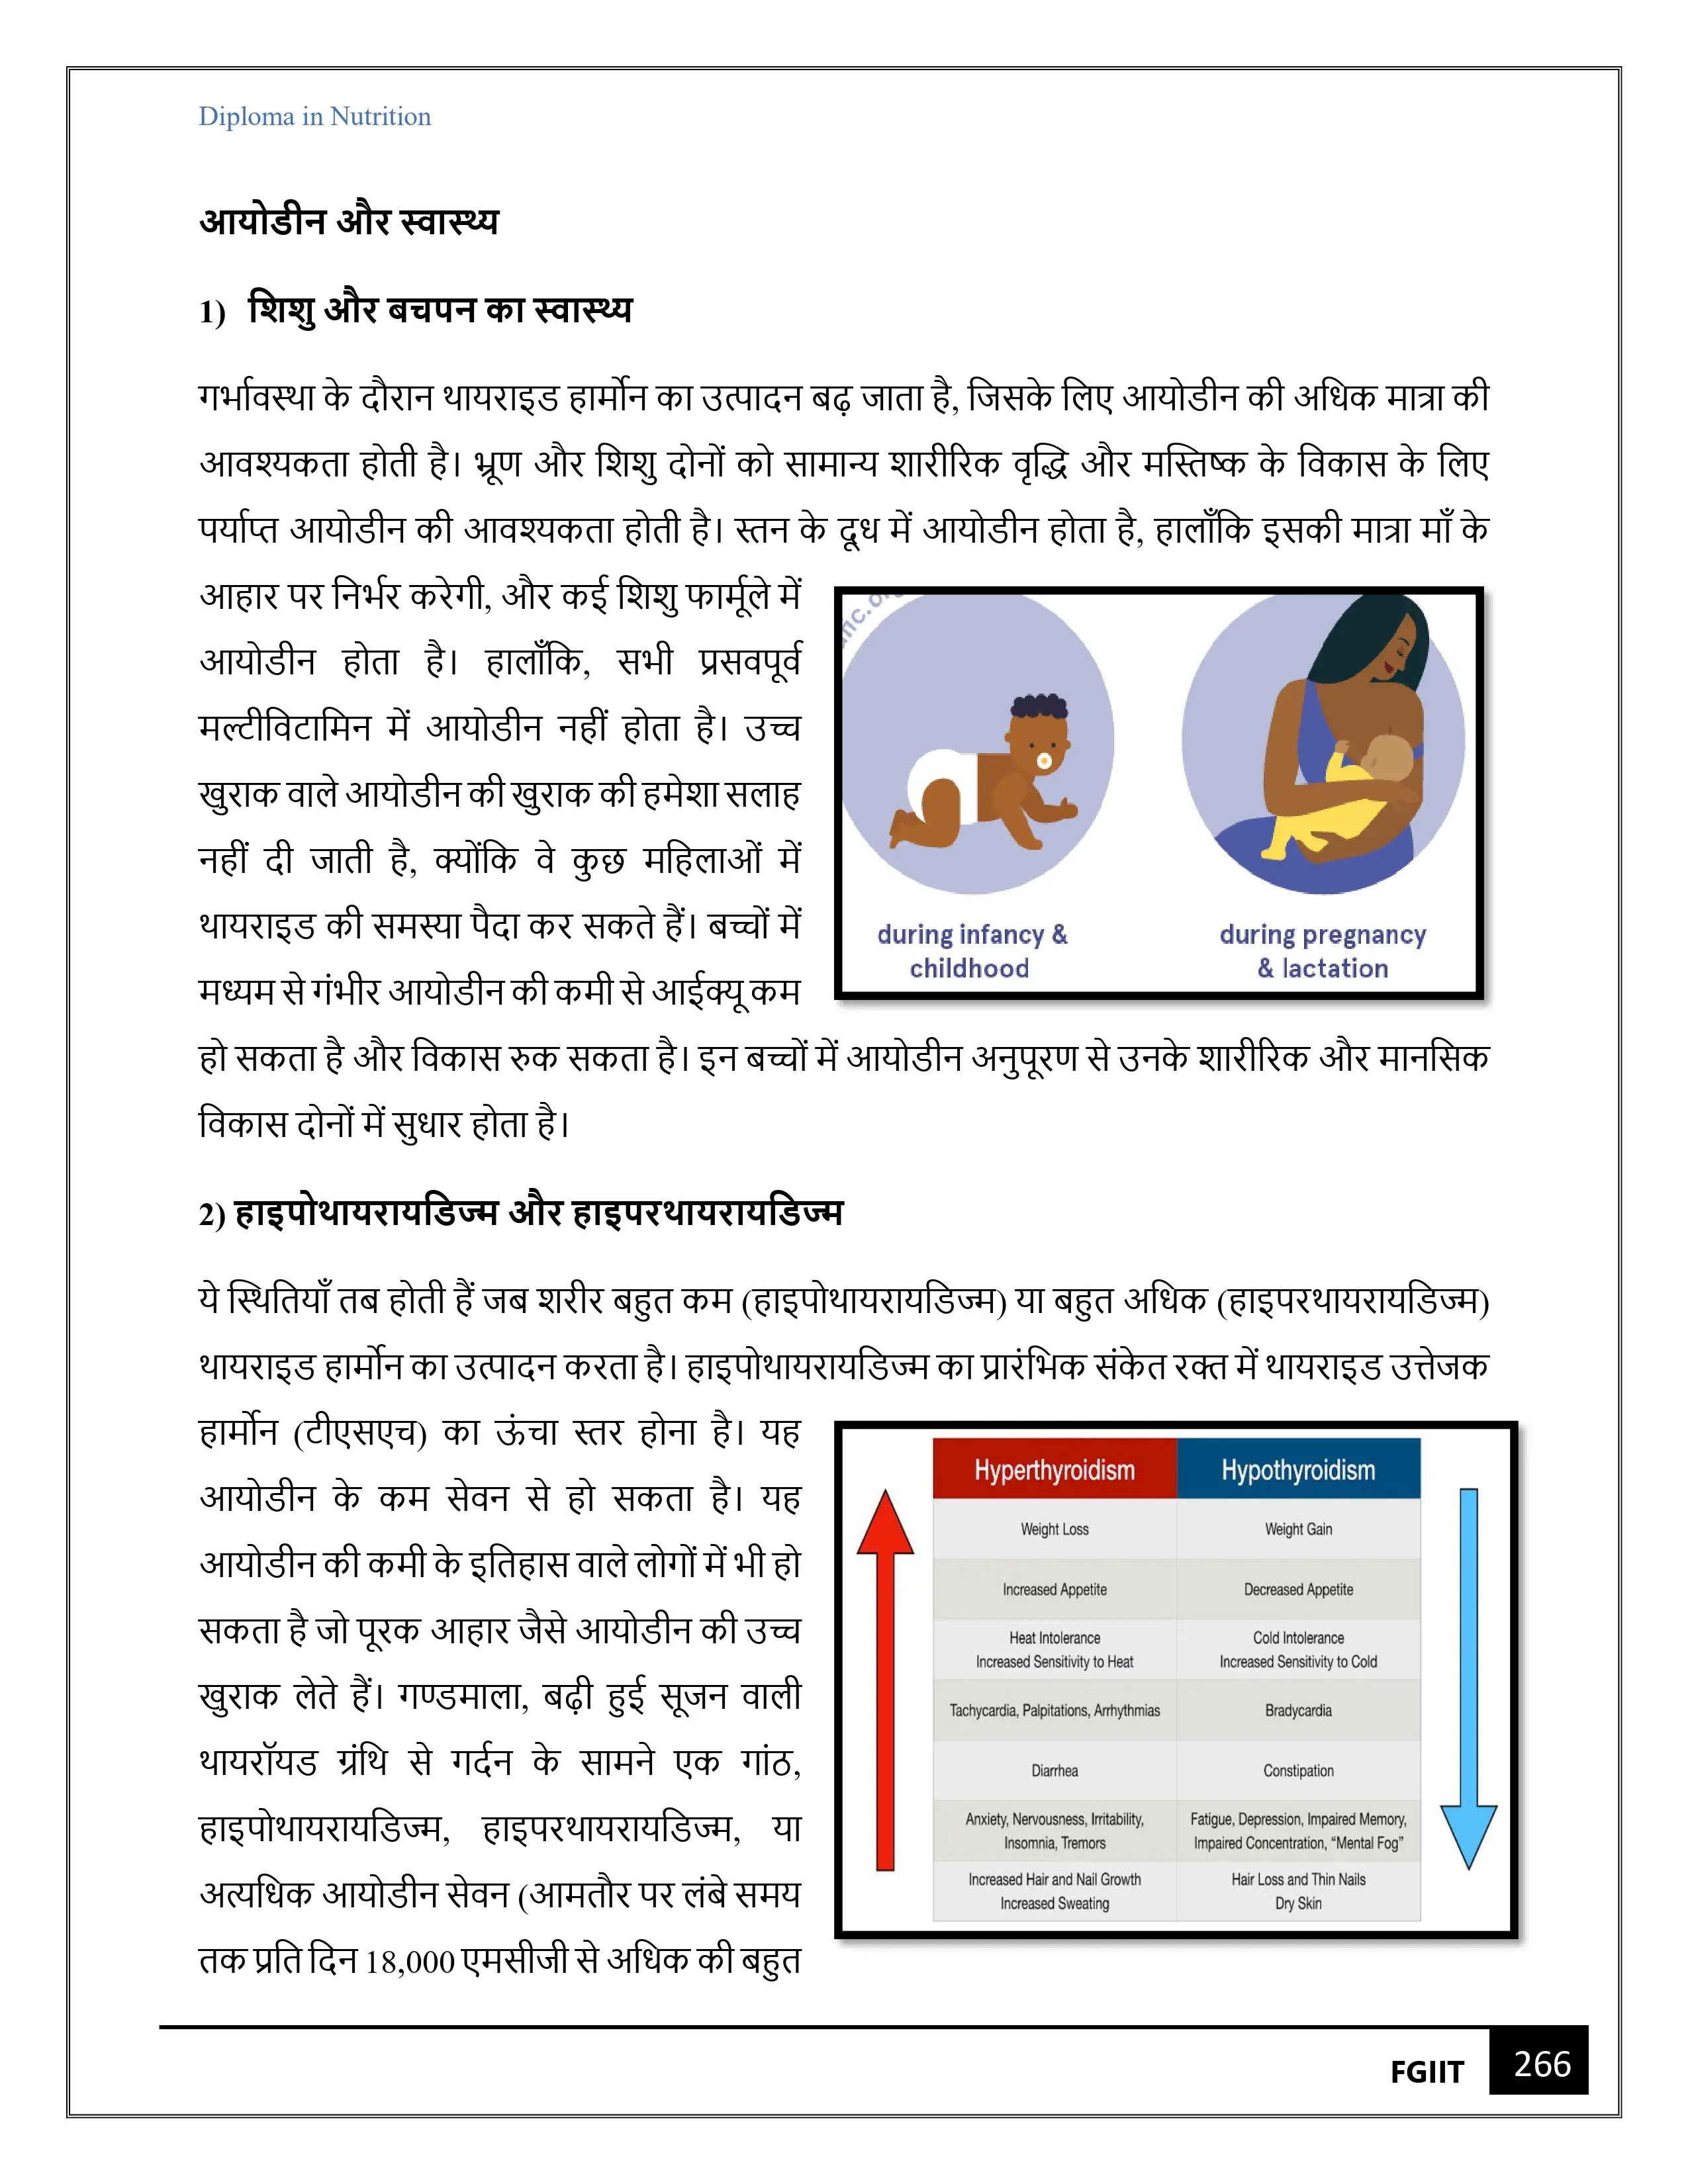 Diploma in Nutrition
आयोडीन और स्वास्थ्य
1) शिशु और बचपन का स्वास्थ्य
गर्भावस्था के दौरान थायराइड हार्मोन का उत्पादन बढ़ जाता है, जिसके लिए आयोडीन की अधिक मात्रा की
आवश्यकता होती है। भ्रूण और शिशु दोनों को सामान्य शारीरिक वृद्धि और मस्तिष्क के विकास के लिए
पर्याप्त आयोडीन की आवश्यकता होती है। स्तन के दूध में आयोडीन होता है, हालाँकि इसकी मात्रा माँ के
आहार पर निर्भर करेगी, और कई शिशु फार्मूले में
आयोडीन होता है। हालाँकि, सभी प्रसवपूर्व
मल्टीविटामिन में आयोडीन नहीं होता है। उच्च
खुराक वाले आयोडीन की खुराक की हमेशा सलाह
नहीं दी जाती है, क्योंकि वे कुछ महिलाओं में
थायराइड की समस्या पैदा कर सकते हैं। बच्चों में
मध्यम से गंभीर आयोडीन की कमी से आईक्यू कम
हो सकता है और विकास रुक सकता है। इन बच्चों में आयोडीन अनुपूरण से उनके शारीरिक और मानसिक
विकास दोनों में सुधार होता है।
during infancy &
childhood
during pregnancy
& lactation
2) हाइपोथायरायडिज्म और हाइपरथायरायडिज्म
ये स्थितियाँ तब होती हैं जब शरीर बहुत कम (हाइपोथायरायडिज्म) या बहुत अधिक (हाइपरथायरायडिज्म)
थायराइड हार्मोन का उत्पादन करता है। हाइपोथायरायडिज्म का प्रारंभिक संकेत रक्त में थायराइड उत्तेजक
हार्मोन (टीएसएच) का ऊंचा स्तर होना है। यह
आयोडीन के कम सेवन से हो सकता है। यह
आयोडीन की कमी के इतिहास वाले लोगों में भी हो
सकता है जो पूरक आहार जैसे आयोडीन की उच्च
खुराक लेते हैं। गण्डमाला, बढ़ी हुई सूजन वाली
थायरॉयड ग्रंथि से गर्दन के सामने एक गांठ,
हाइपोथायरायडिज्म, हाइपरथायरायडिज्म, या
अत्यधिक आयोडीन सेवन (आमतौर पर लंबे समय
तक प्रति दिन 18,000 एमसीजी से अधिक की बहुत
Hyperthyroidism Hypothyroidism
Weight Loss Weight Gain
Increased Appetite Decreased Appetite
Heat Intolerance Cold Intolerance
Increased Sensitivity to Heat Increased Sensitivity to Cold
Tachycardia, Palpitations, Arrhythmias Bradycardia
Diarrhea Constipation
Anxiety, Nervousness, Irritability, Fatigue, Depression, Impaired Memory,
Insomnia, Tremors Impaired Concentration, “Mental Fog”
Increased Hair and Nail Growth Hair Loss and Thin Nails
Increased Sweating Dry Skin
FGIIT 266